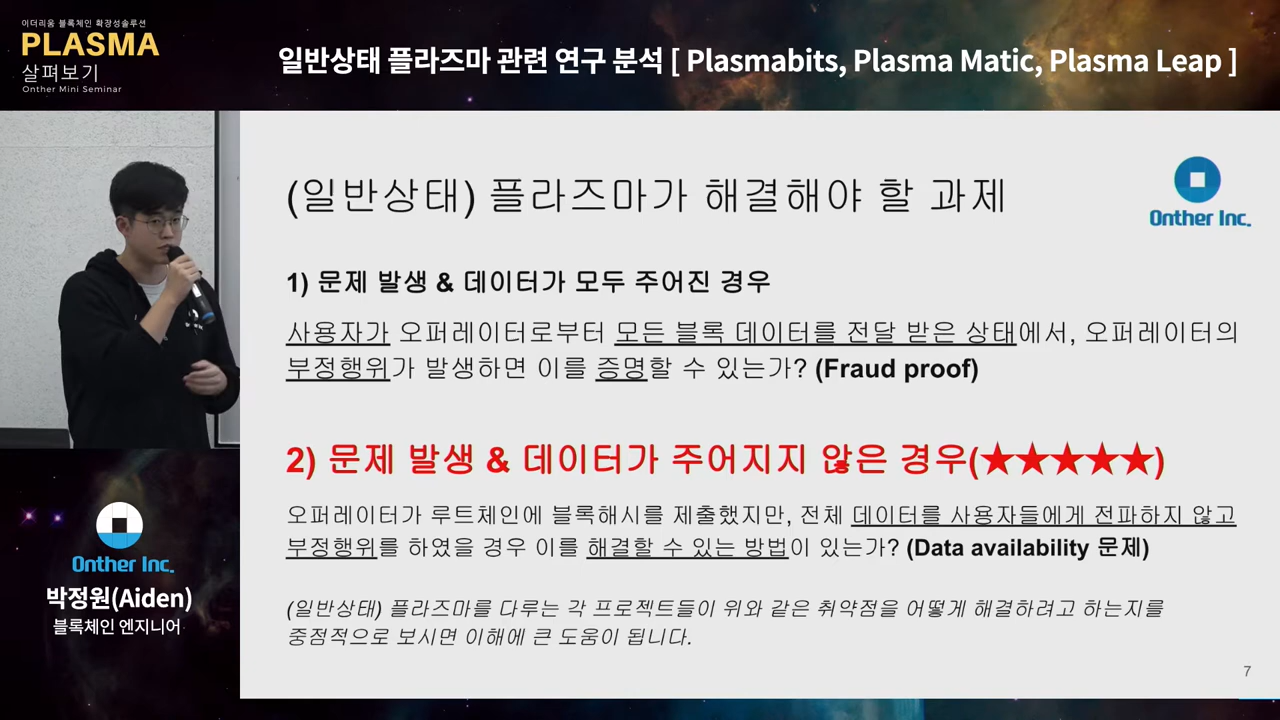 이더리움 블록체인 확장성솔루션
PLASMA
살펴보기
Onther Mini Seminar
일반상태 플라즈마 관련 연구 분석 [ Plasmabits, Plasma Matic, Plasma Leap ]
(일반상태) 플라즈마가 해결해야 할 과제
Onther Inc.
1) 문제 발생 & 데이터가 모두 주어진 경우
사용자가 오퍼레이터로부터 모든 블록 데이터를 전달 받은 상태에서, 오퍼레이터의
부정행위가 발생하면 이를 증명할 수 있는가? (Fraud proof)
2) 문제 발생 & 데이터가 주어지지 않은 경우(★★★★★)
오퍼레이터가 루트체인에 블록해시를 제출했지만, 전체 데이터를 사용자들에게 전파하지 않고
부정행위를 하였을 경우 이를 해결할 수 있는 방법이 있는가? (Data availability 문제)
(일반상태) 플라즈마를 다루는 각 프로젝트들이 위와 같은 취약점을 어떻게 해결하려고 하는지를
중점적으로 보시면 이해에 큰 도움이 됩니다.
7
Onther Inc.
박정원(Aiden)
블록체인 엔지니어